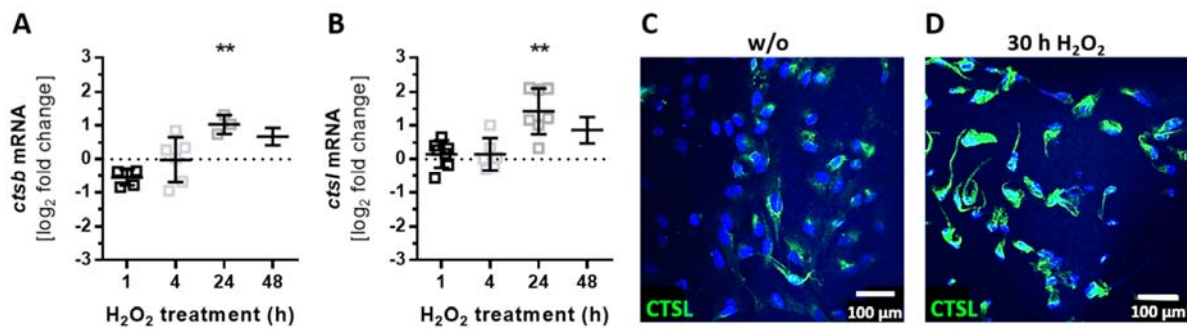 A
ctsb mRNA
[log₂ fold change]
3
2
1
0
-1
-2
-3
**
1 4 24 48
H₂O₂ treatment (h)
B
ctsl mRNA
[log₂ fold change]
3
2
1
0
-1
-2
-3
**
1 4 24 48
H₂O₂ treatment (h)
C
w/o
CTSL
100 µm
D
30 h H₂O₂
CTSL
100 µm